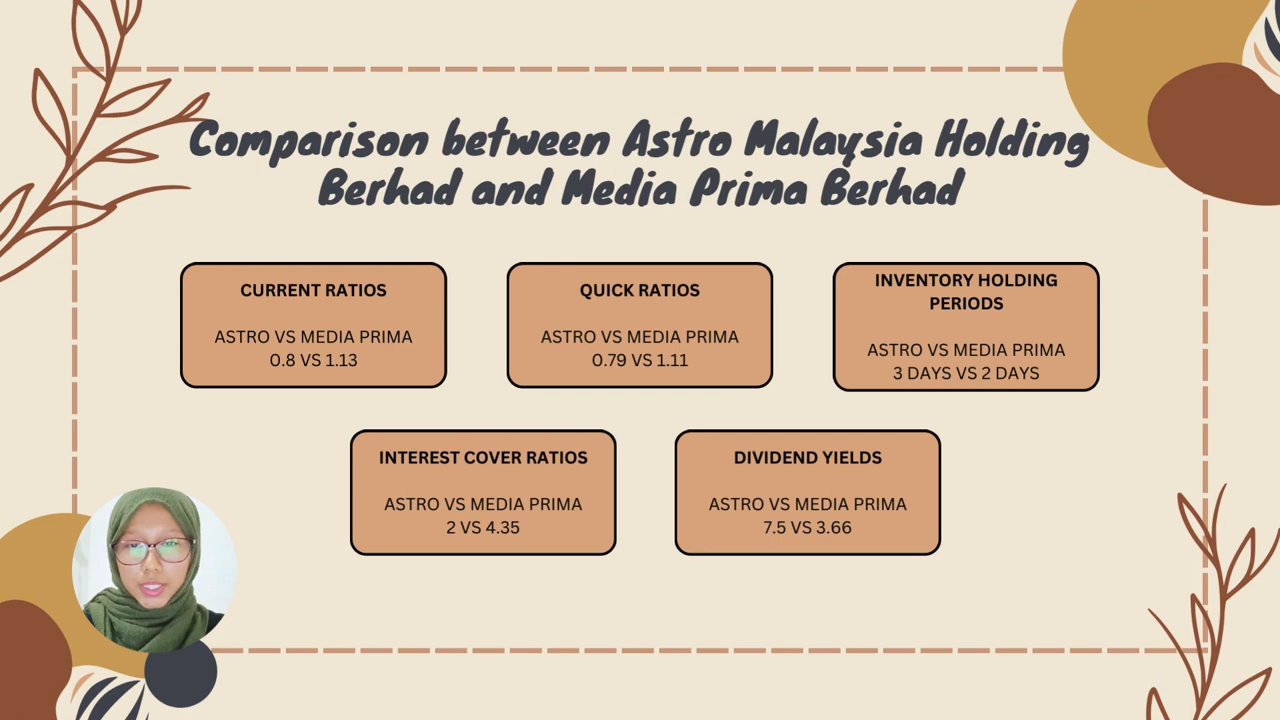 Comparison between Astro Malaysia Holding
Berhad and Media Prima Berhad
CURRENT RATIOS
ASTRO VS MEDIA PRIMA
0.8 VS 1.13
QUICK RATIOS
ASTRO VS MEDIA PRIMA
0.79 VS 1.11
INVENTORY HOLDING
PERIODS
ASTRO VS MEDIA PRIMA
3 DAYS VS 2 DAYS
INTEREST COVER RATIOS
ASTRO VS MEDIA PRIMA
2 VS 4.35
DIVIDEND YIELDS
ASTRO VS MEDIA PRIMA
7.5 VS 3.66